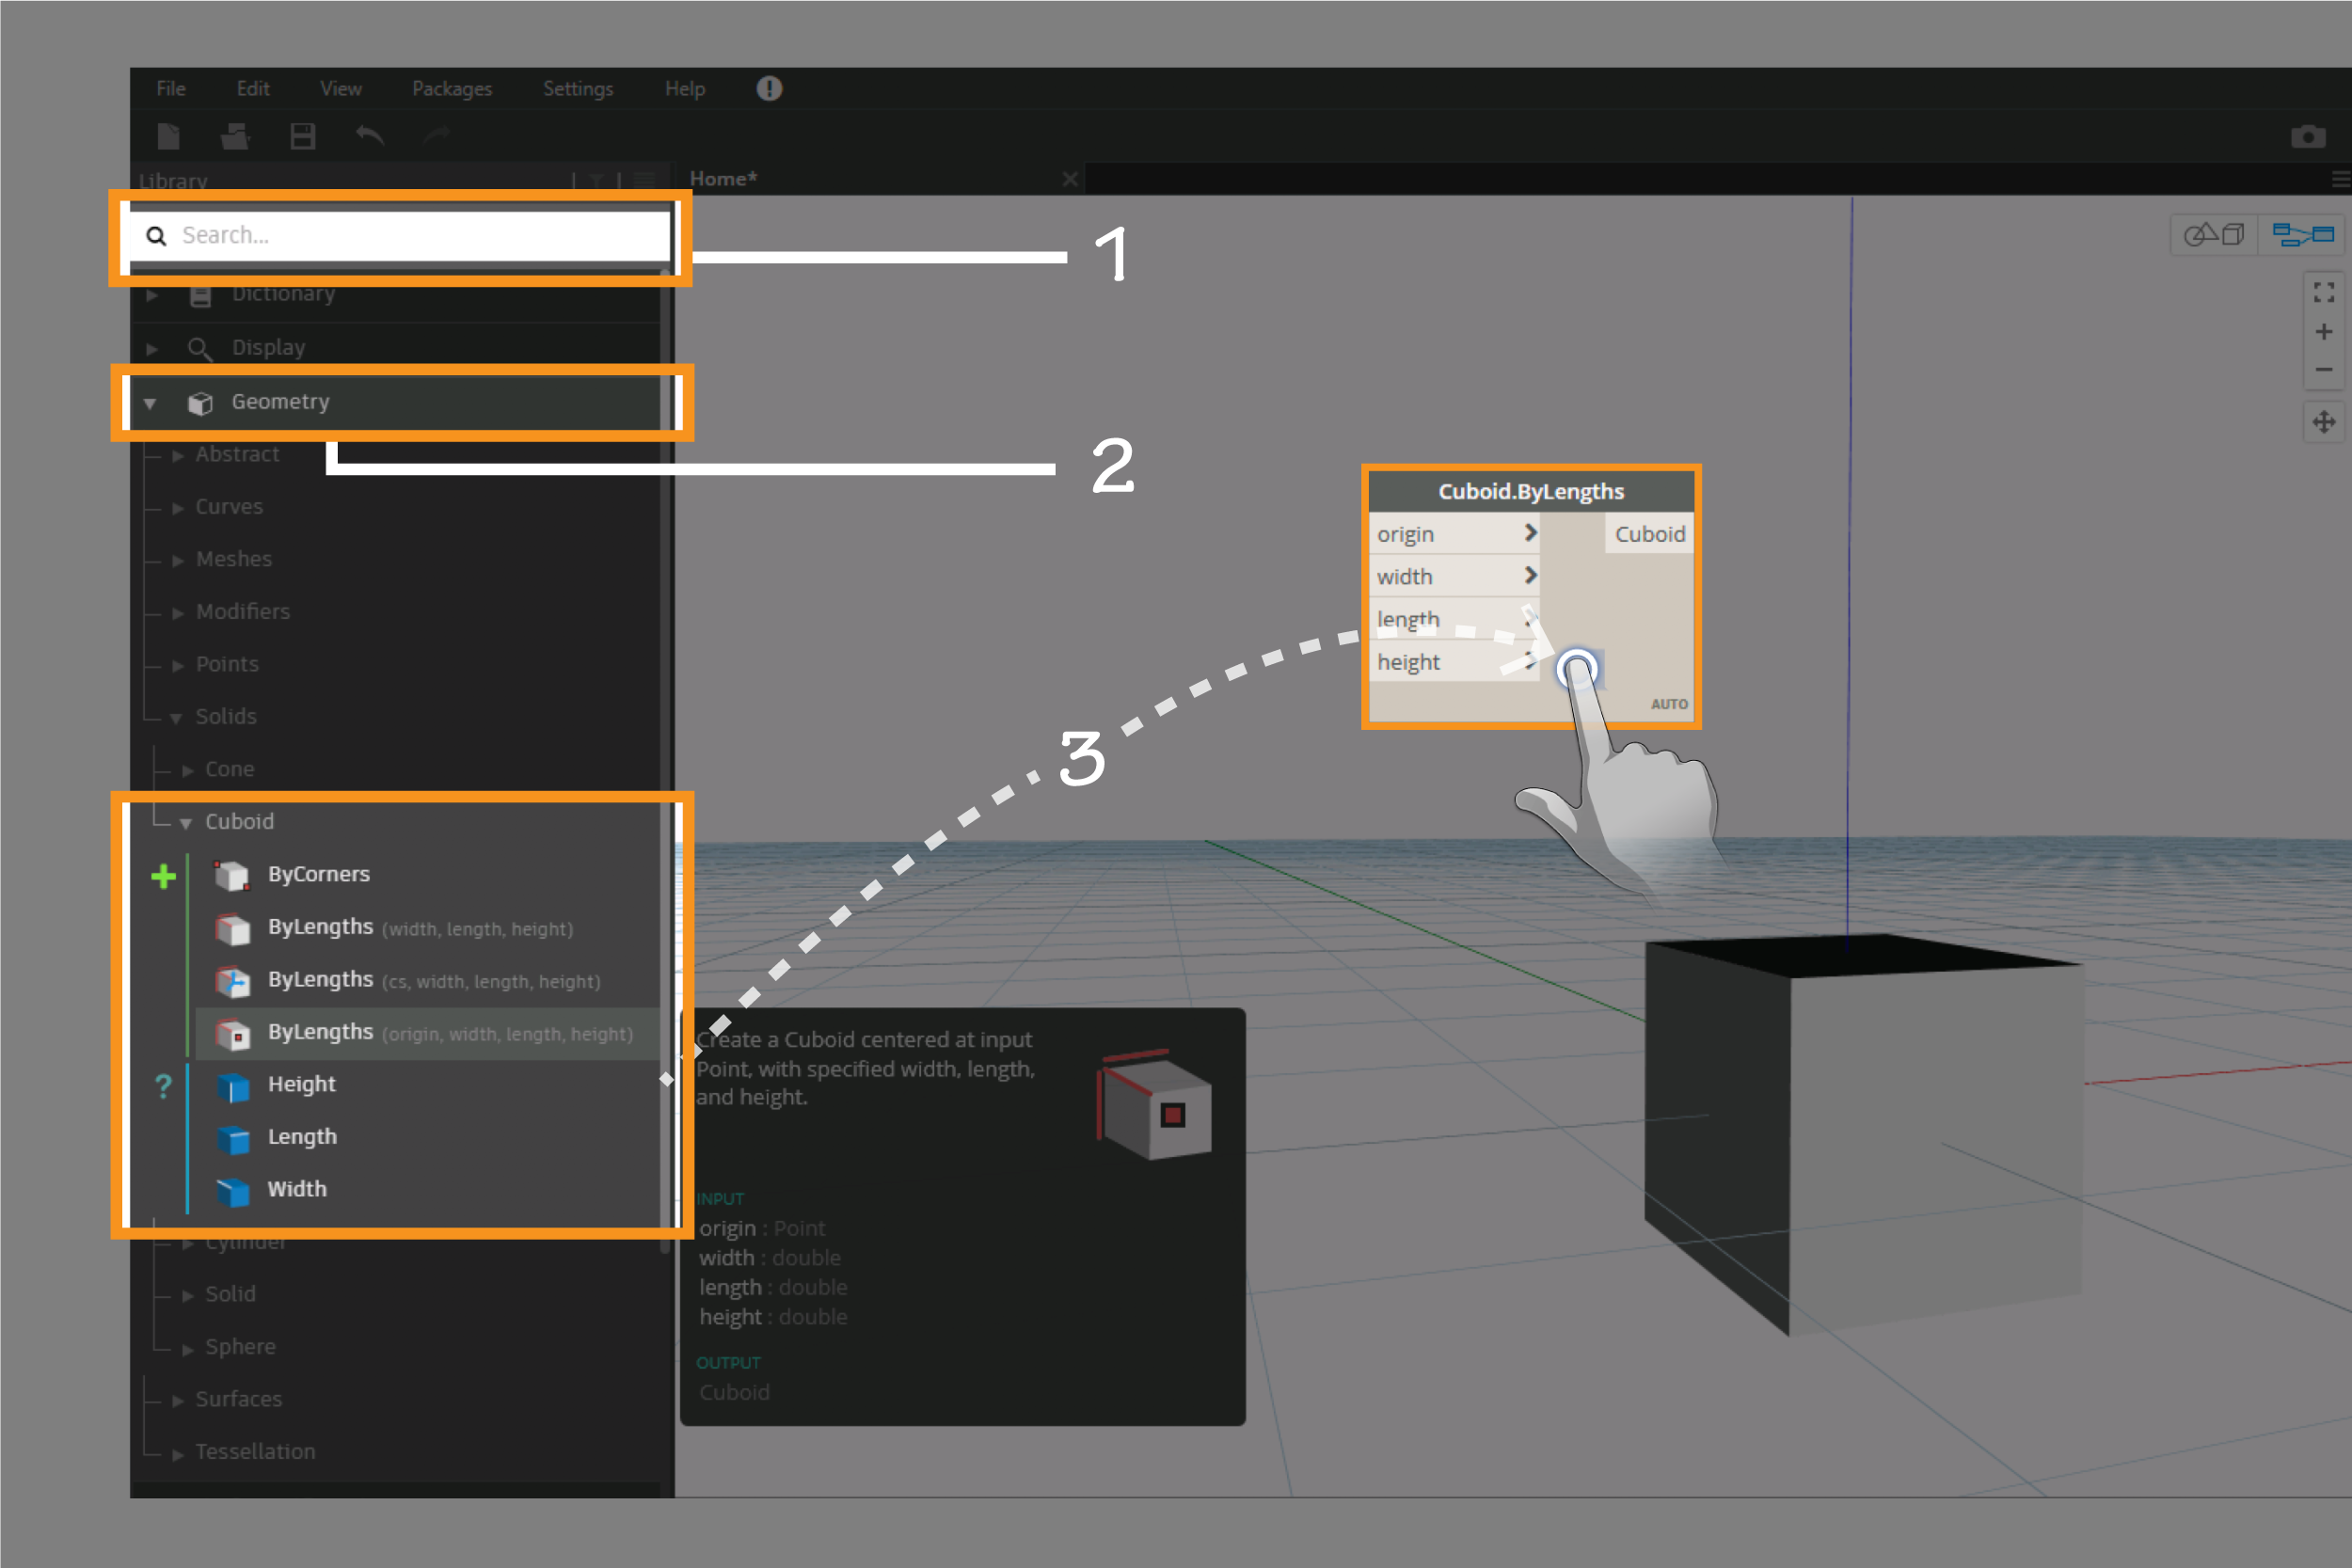 File Edit View Packages Settings Help
Library
Home*
Search...
1
Dictionary
Display
Geometry
2
Abstract
Curves
Meshes
Modifiers
Points
Solids
Cone
Cuboid
ByCorners
ByLengths (width, length, height)
ByLengths (cs, width, length, height)
ByLengths (origin, width, length, height)
? Height
Length
Width
Cylinder
Solid
Sphere
Surfaces
Tessellation
3
Cuboid.ByLengths
origin Cuboid
width
length
height
AUTO
Create a Cuboid centered at input
Point, with specified width, length,
and height.
INPUT
origin : Point
width : double
length : double
height : double
OUTPUT
Cuboid